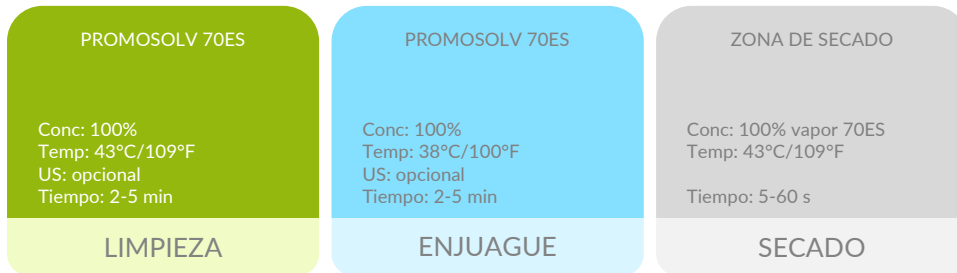 PROMOSOLV 70ES
Conc: 100%
Temp: 43°C/109°F
US: opcional
Tiempo: 2-5 min
LIMPIEZA
PROMOSOLV 70ES
Conc: 100%
Temp: 38°C/100°F
US: opcional
Tiempo: 2-5 min
ENJUAGUE
ZONA DE SECADO
Conc: 100% vapor 70ES
Temp: 43°C/109°F
Tiempo: 5-60 s
SECADO